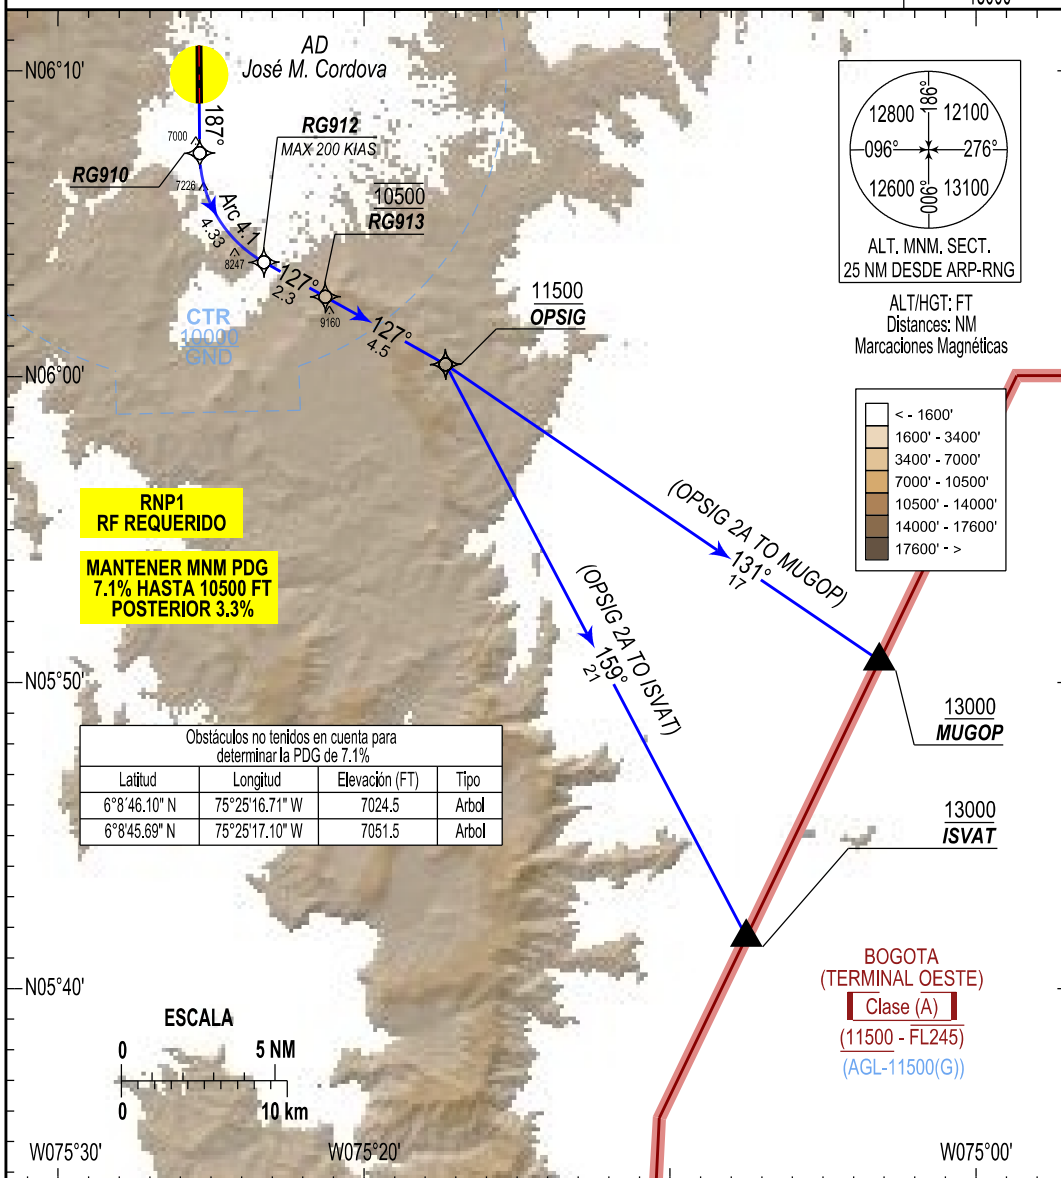 10000
N06°10'
AD
José M. Cordova
187°
7000
RG910
7226
Arc 4.1
4.33
8247
RG912
MAX 200 KIAS
10500
RG913
127°
2.3
9160
127°
4.5
11500
OPSIG
CTR
10000
GND
N06°00'
12800
186°
12100
096°
276°
12600
006°
13100
ALT. MNM. SECT.
25 NM DESDE ARP-RNG
ALT/HGT: FT
Distances: NM
Marcaciones Magnéticas
< - 1600'
1600' - 3400'
3400' - 7000'
7000' - 10500'
10500' - 14000'
14000' - 17600'
17600' - >
RNP1
RF REQUERIDO
MANTENER MNM PDG
7.1% HASTA 10500 FT
POSTERIOR 3.3%
(OPSIG 2A TO MUGOP)
131°
17
(OPSIG 2A TO ISVAT)
159°
21
N05°50'
13000
MUGOP
Obstáculos no tenidos en cuenta para
determinar la PDG de 7.1%
Latitud Longitud Elevación (FT) Tipo
6°8'46.10" N 75°25'16.71" W 7024.5 Arbol
6°8'45.69" N 75°25'17.10" W 7051.5 Arbol
13000
ISVAT
N05°40'
BOGOTA
(TERMINAL OESTE)
Clase (A)
(11500 - FL245)
(AGL-11500(G))
ESCALA
0 5 NM
0 10 km
W075°30' W075°20' W075°00'